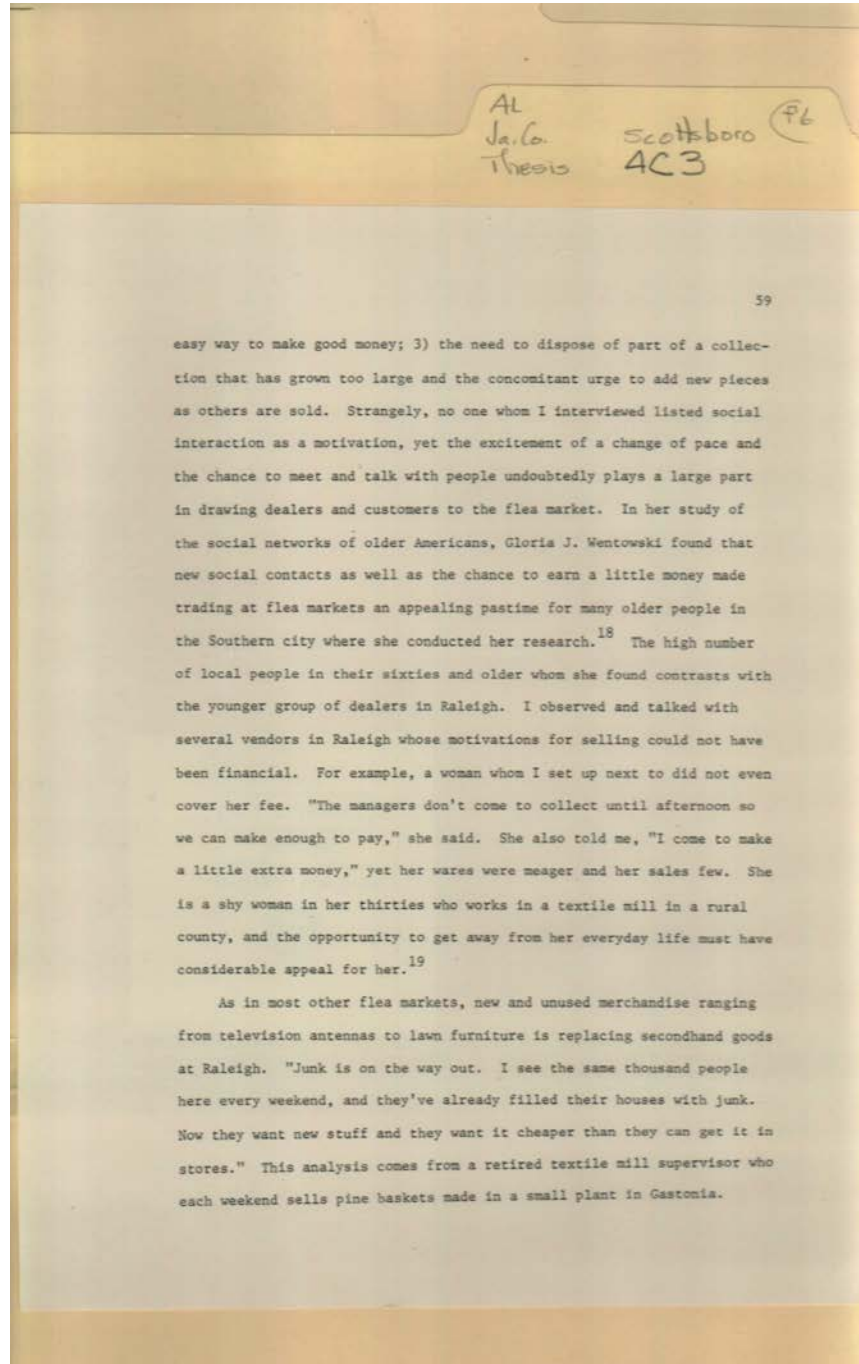 AL
Ja.Co. Scottsboro
Thesis 4C3
59
easy way to make good money; 3) the need to dispose of part of a collec-
tion that has grown too large and the concomitant urge to add new pieces
as others are sold. Strangely, no one whom I interviewed listed social
interaction as a motivation, yet the excitement of a change of pace and
the chance to meet and talk with people undoubtedly plays a large part
in drawing dealers and customers to the flea market. In her study of
the social networks of older Americans, Gloria J. Wentowski found that
new social contacts as well as the chance to earn a little money made
trading at flea markets an appealing pastime for many older people in
the Southern city where she conducted her research.18 The high number
of local people in their sixties and older whom she found contrasts with
the younger group of dealers in Raleigh. I observed and talked with
several vendors in Raleigh whose motivations for selling could not have
been financial. For example, a woman whom I set up next to did not even
cover her fee. "The managers don't come to collect until afternoon so
we can make enough to pay," she said. She also told me, "I come to make
a little extra money," yet her wares were meager and her sales few. She
is a shy woman in her thirties who works in a textile mill in a rural
county, and the opportunity to get away from her everyday life must have
considerable appeal for her.19
As in most other flea markets, new and unused merchandise ranging
from television antennas to lawn furniture is replacing secondhand goods
at Raleigh. "Junk is on the way out. I see the same thousand people
here every weekend, and they've already filled their houses with junk.
Now they want new stuff and they want it cheaper than they can get it in
stores." This analysis comes from a retired textile mill supervisor who
each weekend sells pine baskets made in a small plant in Gastonia.